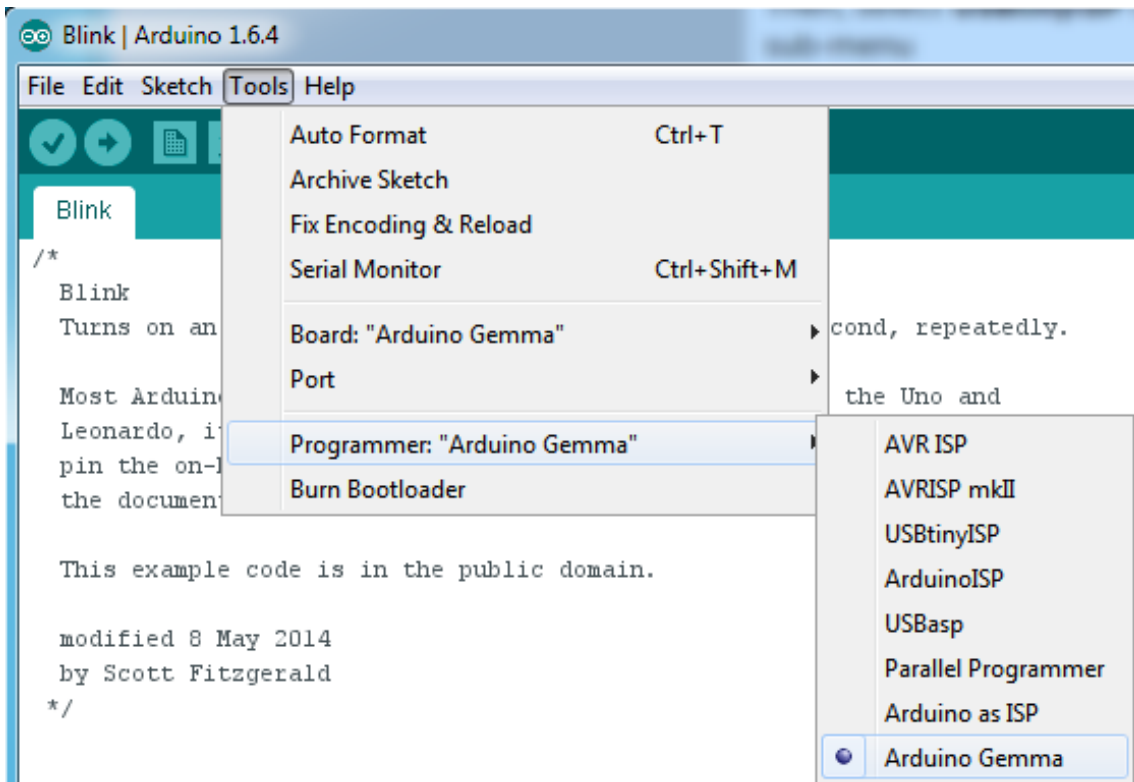 Blink | Arduino 1.6.4
sub-menu
File Edit Sketch Tools Help
Auto Format Ctrl+T
Archive Sketch
Fix Encoding & Reload
Serial Monitor Ctrl+Shift+M
Board: "Arduino Gemma"
Port
Programmer: "Arduino Gemma"
Burn Bootloader
AVR ISP
AVRISP mkII
USBtinyISP
ArduinoISP
USBasp
Parallel Programmer
Arduino as ISP
Arduino Gemma
Blink
/*
Blink
Turns on an cond, repeatedly.
Most Arduin the Uno and
Leonardo, i
pin the on-
the documen
This example code is in the public domain.
modified 8 May 2014
by Scott Fitzgerald
*/